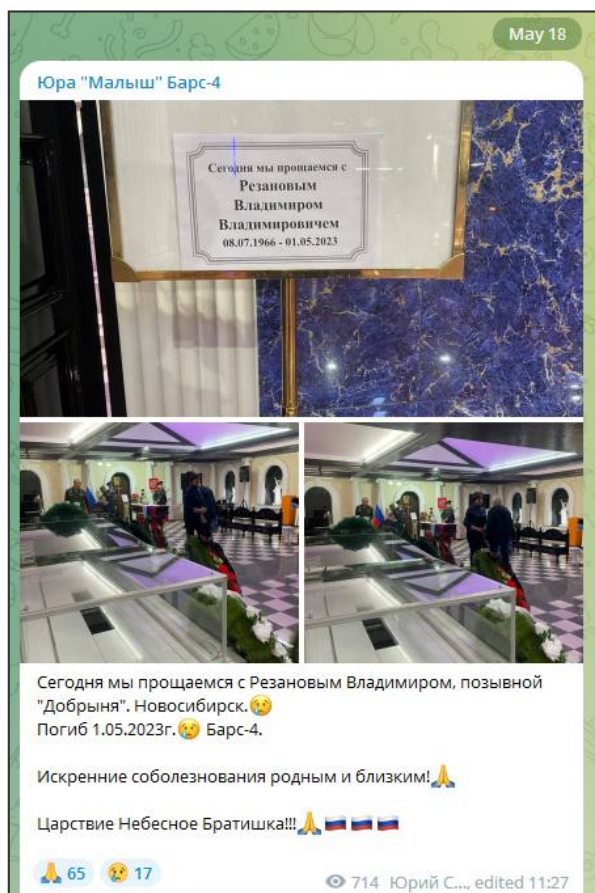 May 18
Юра "Малыш" Барс-4
Сегодня мы прощаемся с
Резановым
Владимиром
Владимировичем
08.07.1966 - 01.05.2023
Сегодня мы прощаемся с Резановым Владимиром, позывной
"Добрыня". Новосибирск.😢
Погиб 1.05.2023г.😢 Барс-4.
Искренние соболезнования родным и близким!🙏
Царствие Небесное Братишка!!!🙏🇷🇺🇷🇺🇷🇺
🙏 65 😢 17
714 Юрий С..., edited 11:27